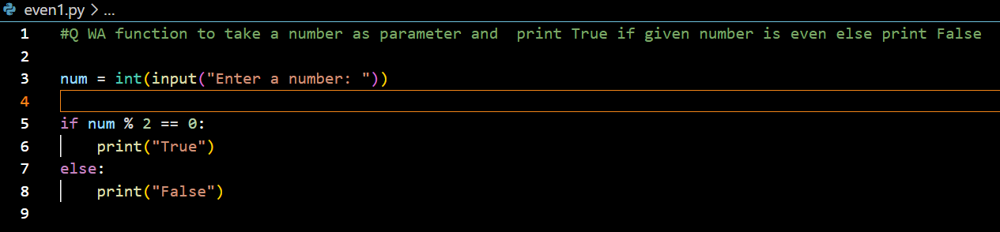 even1.py > ...
1 #Q WA function to take a number as parameter and  print True if given number is even else print False
2
3 num = int(input("Enter a number: "))
4
5 if num % 2 == 0:
6     print("True")
7 else:
8     print("False")
9